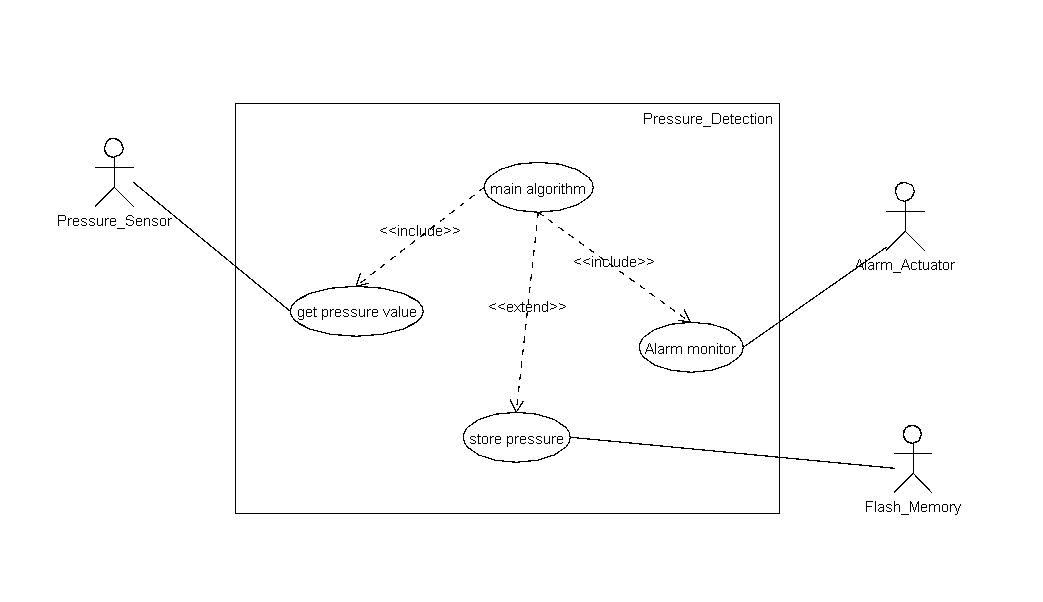 Pressure_Detection
main algorithm
Pressure_Sensor
<<include>>
<<include>>
Alarm_Actuator
<<extend>>
get pressure value
Alarm monitor
store pressure
Flash_Memory